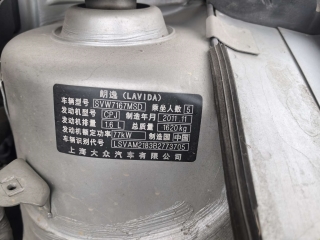 朗逸 (LAVIDA)
车辆型号 SVW7167MSD 乘坐人数 5
发动机型号 CPJ 制造年月 2011 11
发动机排量 1.6 L 总质量 1620kg
发动机额定功率 77kW 制造国 中国
车辆识别代号 LSVAM2183B2773705
上海大众汽车有限公司